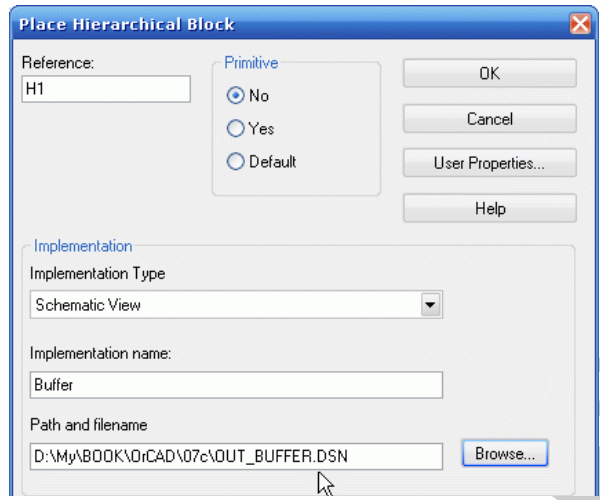 Place Hierarchical Block
Reference:
H1
Primitive
No
Yes
Default
OK
Cancel
User Properties...
Help
Implementation
Implementation Type
Schematic View
Implementation name:
Buffer
Path and filename
D:\My\BOOK\OrCAD\07c\OUT_BUFFER.DSN
Browse...